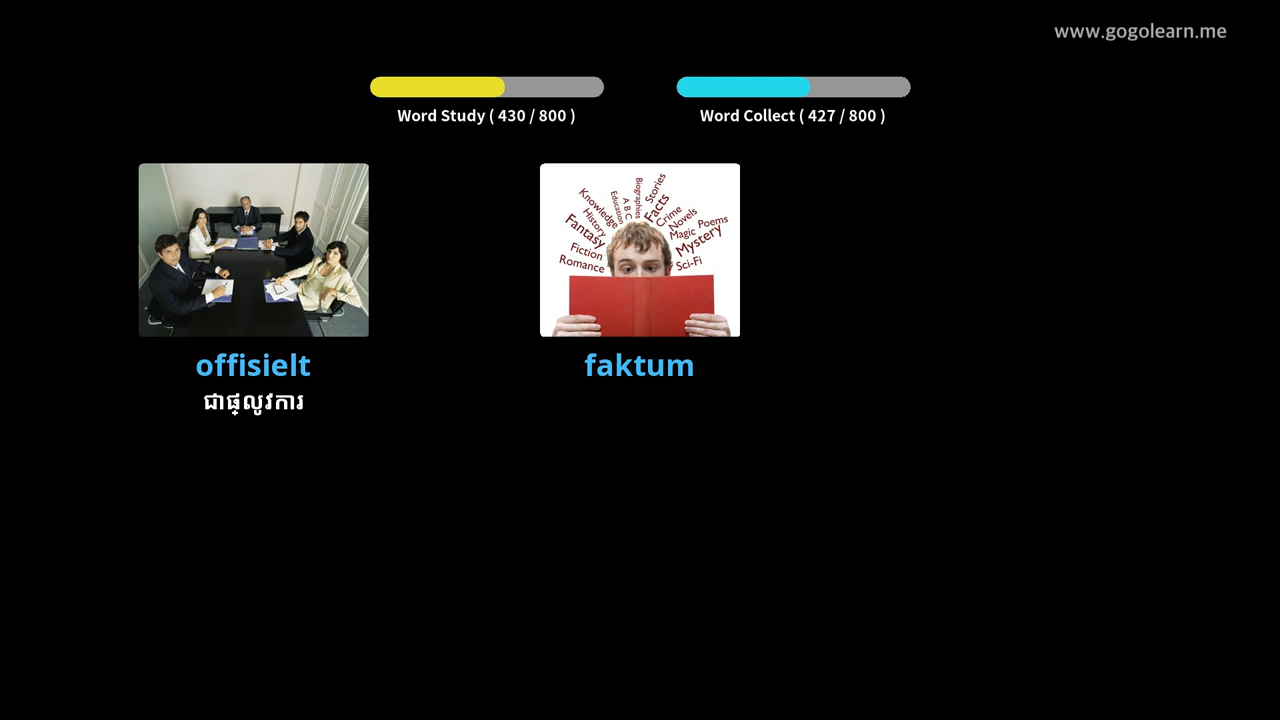 www.gogolearn.me
Word Study ( 430 / 800 )
Word Collect ( 427 / 800 )
Stories
Biographies
Facts
Knowledge
Education
A B C
Crime
History
Novels
Poems
Fantasy
Magic
Mystery
Fiction
Sci-Fi
Romance
offisielt
faktum
ជាផ្លូវការ